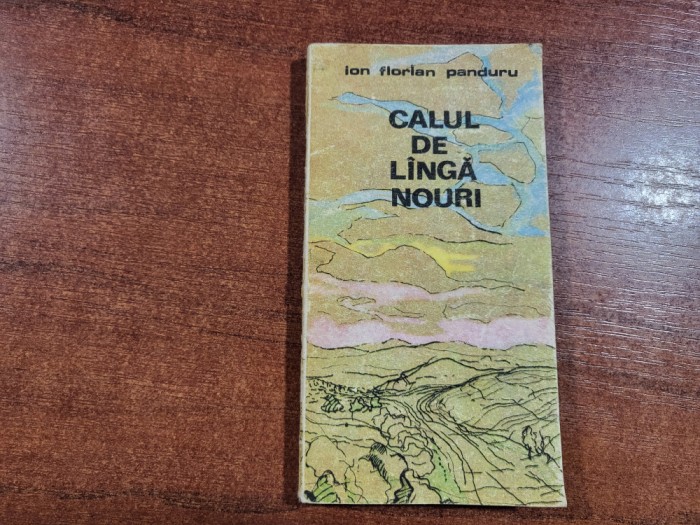 ion florian panduru
CALUL
DE
LÎNGĂ
NOURI